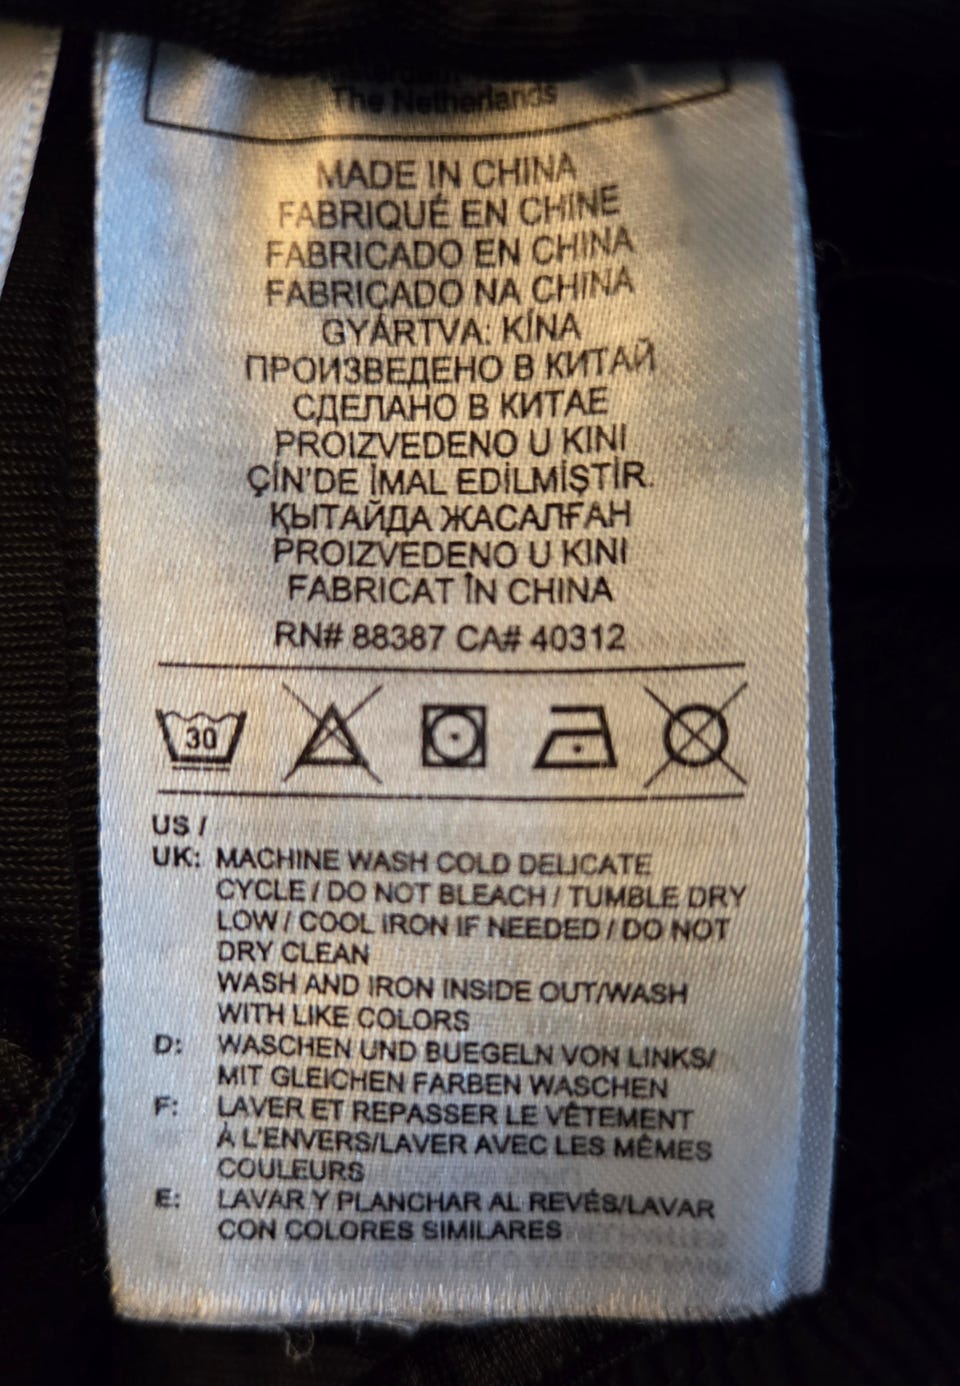 The Netherlands
MADE IN CHINA
FABRIQUÉ EN CHINE
FABRICADO EN CHINA
FABRICADO NA CHINA
GYÁRTVA: KÍNA
ПРОИЗВЕДЕНО В КИТАЙ
СДЕЛАНО В КИТАЕ
PROIZVEDENO U KINI
ÇİN'DE İMAL EDİLMİŞTİR.
ҚЫТАЙДА ЖАСАЛҒАН
PROIZVEDENO U KINI
FABRICAT ÎN CHINA
RN# 88387 CA# 40312
30
US /
UK: MACHINE WASH COLD DELICATE
CYCLE / DO NOT BLEACH / TUMBLE DRY
LOW / COOL IRON IF NEEDED / DO NOT
DRY CLEAN
WASH AND IRON INSIDE OUT/WASH
WITH LIKE COLORS
D: WASCHEN UND BUEGELN VON LINKS/
MIT GLEICHEN FARBEN WASCHEN
F: LAVER ET REPASSER LE VÊTEMENT
À L'ENVERS/LAVER AVEC LES MÊMES
COULEURS
E: LAVAR Y PLANCHAR AL REVÉS/LAVAR
CON COLORES SIMILARES